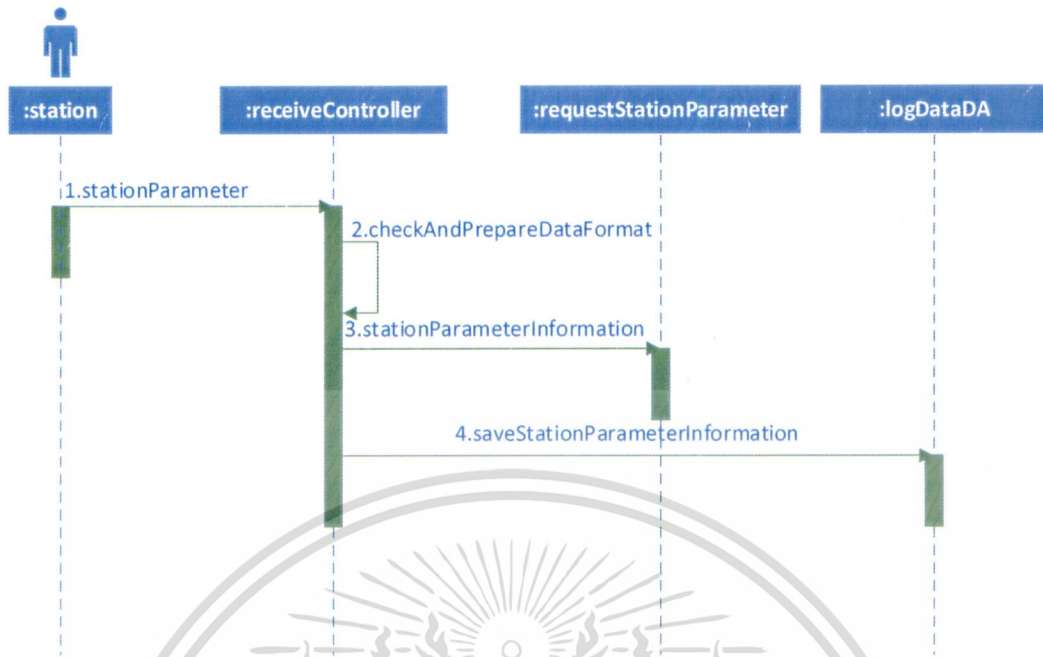 :station
:receiveController
:requestStationParameter
:logDataDA
1.stationParameter
2.checkAndPrepareDataFormat
3.stationParameterInformation
4.saveStationParameterInformation